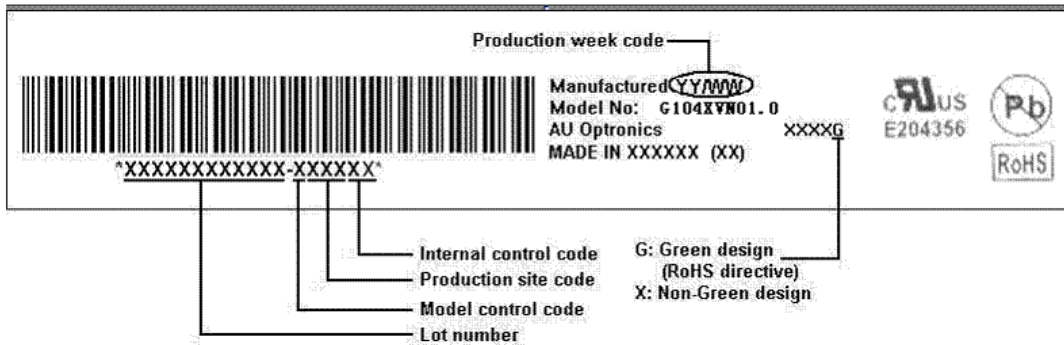 Production week code
Manufactured YY/WW
Model No: G104XVN01.0
AU Optronics XXXXG
MADE IN XXXXXX (XX)
C US
E204356
Pb
RoHS
*XXXXXXXXXXXX-XXXXXX*
Internal control code
Production site code
Model control code
Lot number
G: Green design
(RoHS directive)
X: Non-Green design